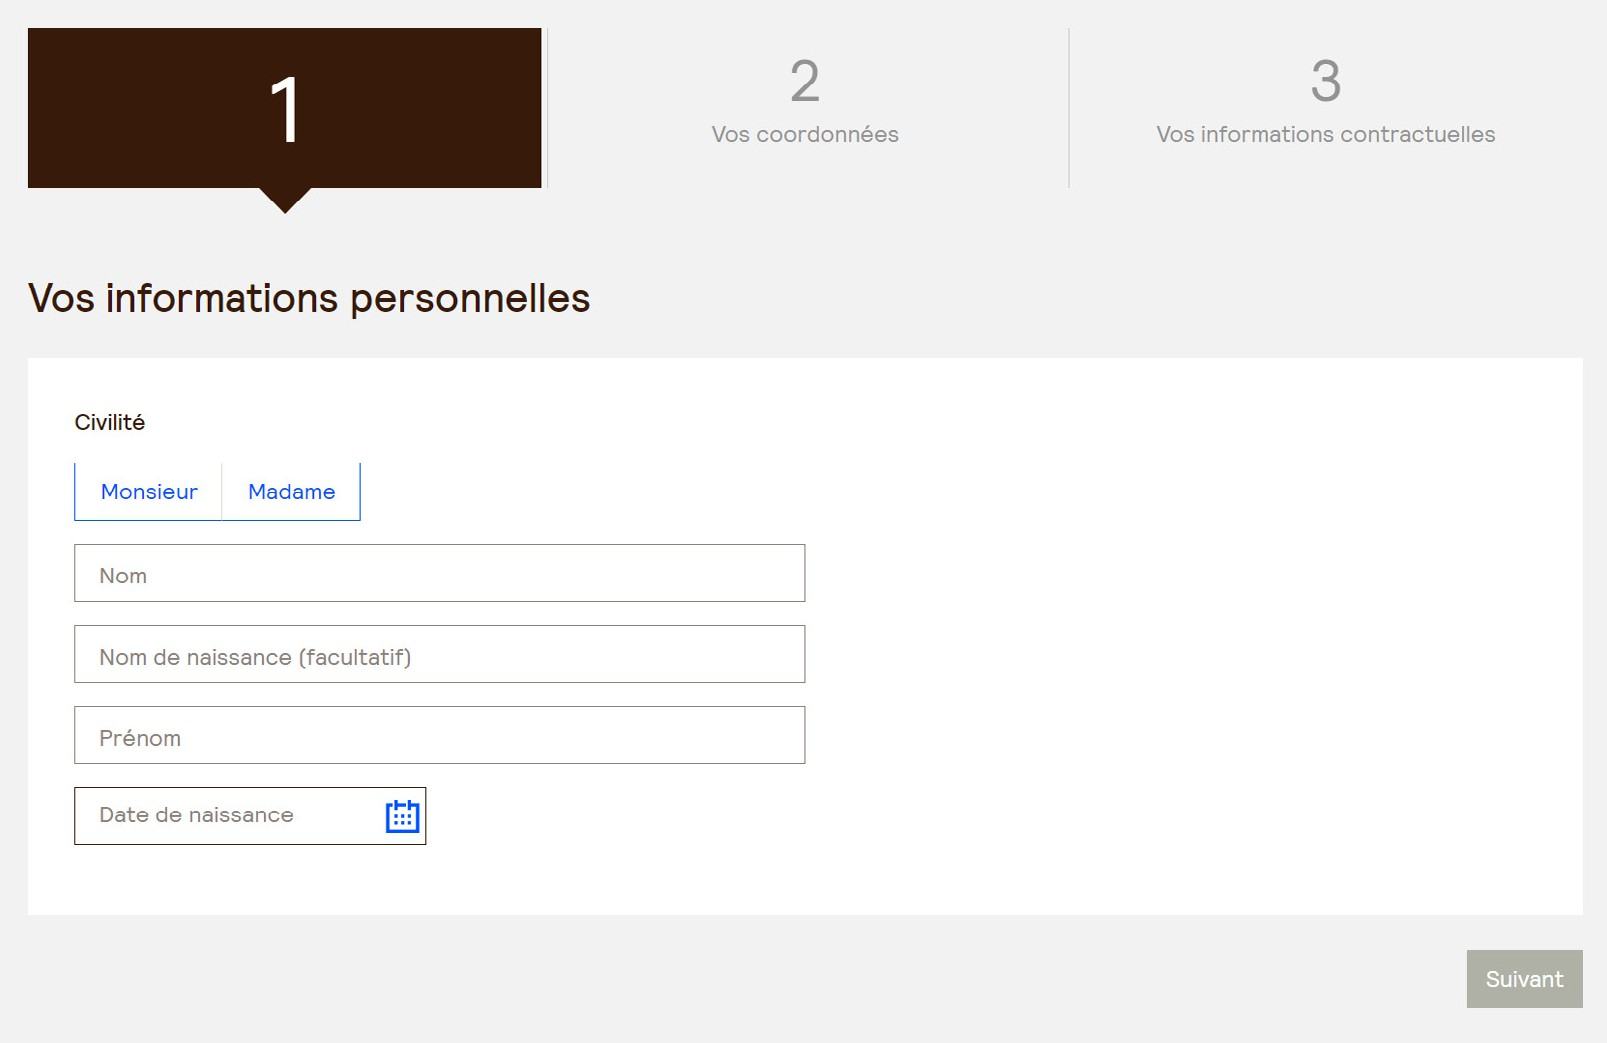 1
2
Vos coordonnées
3
Vos informations contractuelles
Vos informations personnelles
Civilité
Monsieur
Madame
Nom
Nom de naissance (facultatif)
Prénom
Date de naissance
Suivant